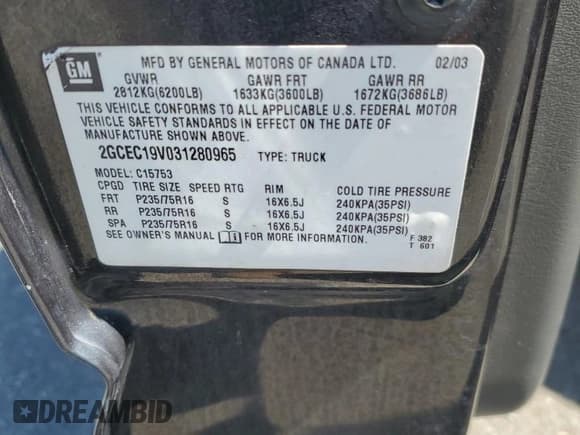 GM
MFD BY GENERAL MOTORS OF CANADA LTD. 02/03
GVWR GAWR FRT GAWR RR
2812KG(6200LB) 1633KG(3600LB) 1672KG(3686LB)
THIS VEHICLE CONFORMS TO ALL APPLICABLE U.S. FEDERAL MOTOR
VEHICLE SAFETY STANDARDS IN EFFECT ON THE DATE OF
MANUFACTURE SHOWN ABOVE.
2GCEC19V031280965 TYPE: TRUCK
MODEL: C15753
CPGD TIRE SIZE SPEED RTG RIM COLD TIRE PRESSURE
FRT P235/75R16 S 16X6.5J 240KPA(35PSI)
RR P235/75R16 S 16X6.5J 240KPA(35PSI)
SPA P235/75R16 S 16X6.5J 240KPA(35PSI)
SEE OWNER'S MANUAL FOR MORE INFORMATION.
F 382
T 601
DREAMBID